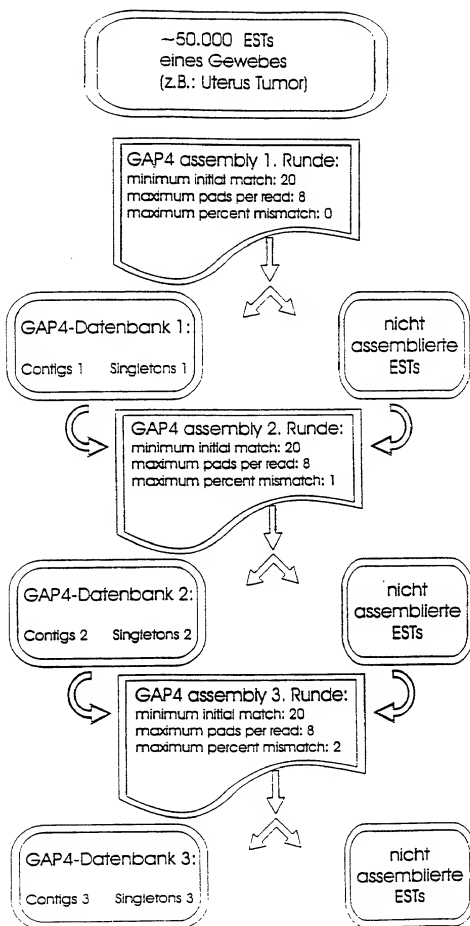 ~50.000 ESTs
eines Gewebes
(z.B.: Uterus Tumor)
GAP4 assembly 1. Runde:
minimum initial match: 20
maximum pads per read: 8
maximum percent mismatch: 0
GAP4-Datenbank 1:
Contigs 1 Singletons 1
nicht
assemblierte
ESTs
GAP4 assembly 2. Runde:
minimum initial match: 20
maximum pads per read: 8
maximum percent mismatch: 1
GAP4-Datenbank 2:
Contigs 2 Singletons 2
nicht
assemblierte
ESTs
GAP4 assembly 3. Runde:
minimum initial match: 20
maximum pads per read: 8
maximum percent mismatch: 2
GAP4-Datenbank 3:
Contigs 3 Singletons 3
nicht
assemblierte
ESTs